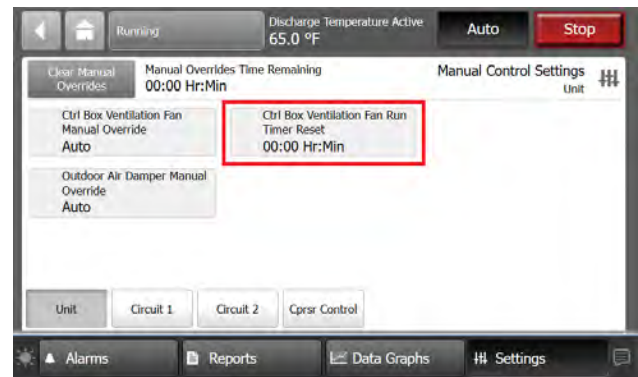 Running
Discharge Temperature Active
65.0 ºF
Auto
Stop
Clear Manual
Overrides
Manual Overrides Time Remaining
00:00 Hr:Min
Manual Control Settings
Unit
Ctrl Box Ventilation Fan
Manual Override
Auto
Ctrl Box Ventilation Fan Run
Timer Reset
00:00 Hr:Min
Outdoor Air Damper Manual
Override
Auto
Unit
Circuit 1
Circuit 2
Cprsr Control
Alarms
Reports
Data Graphs
Settings